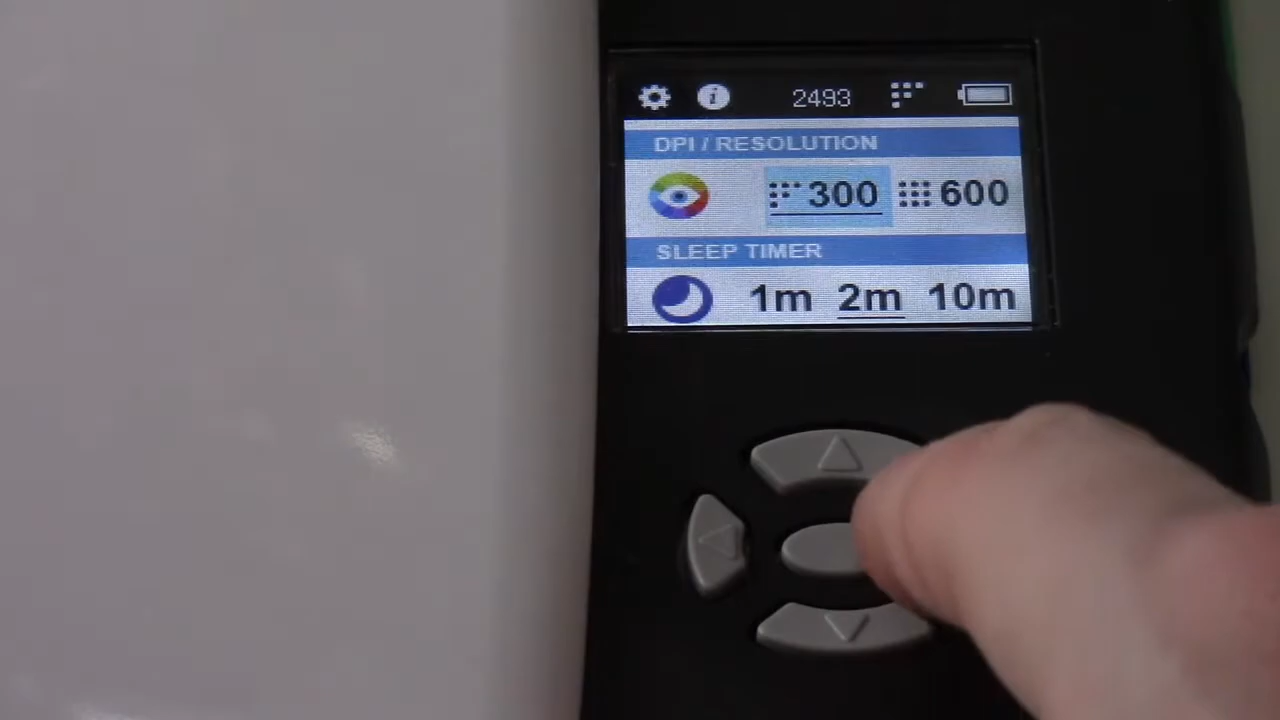 i 2493
DPI / RESOLUTION
300 600
SLEEP TIMER
1m 2m 10m